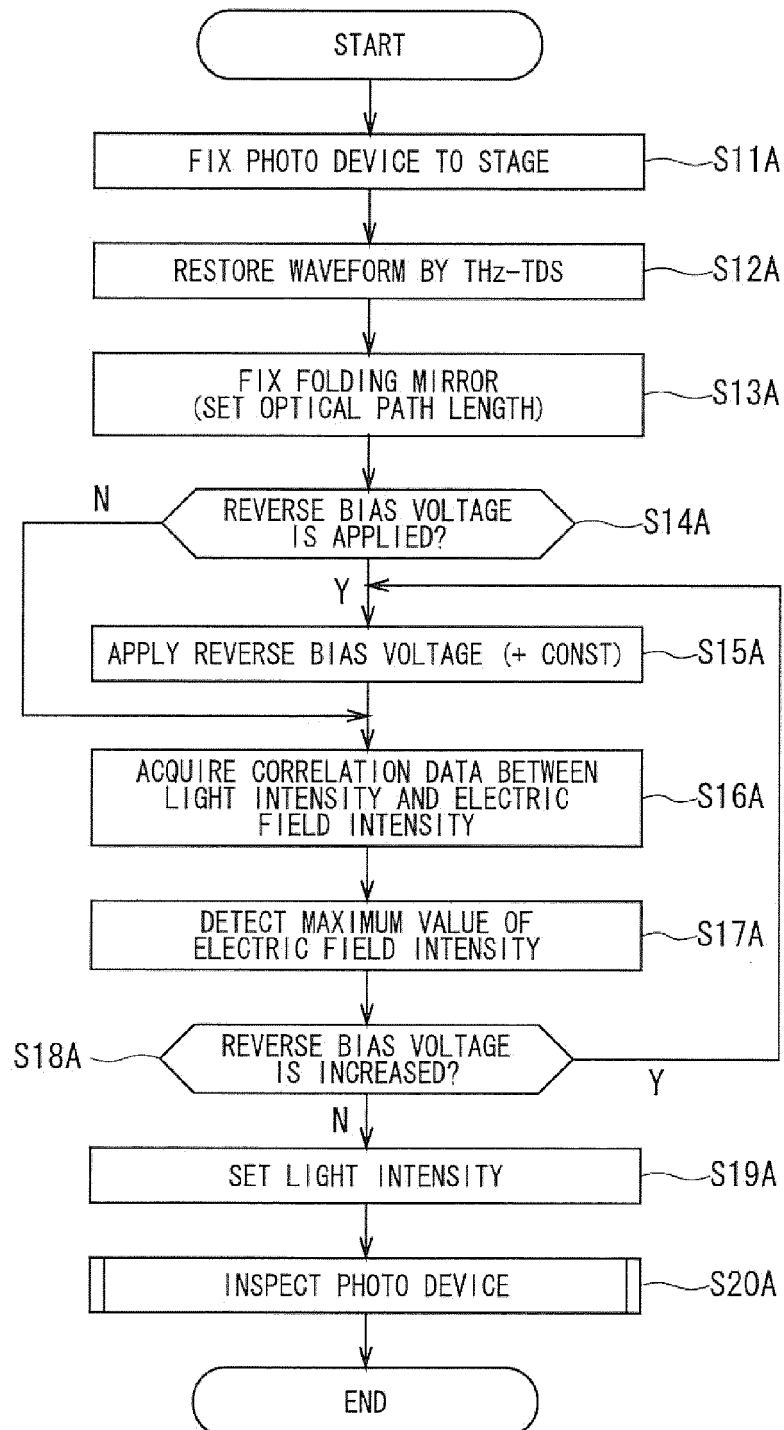 START
FIX PHOTO DEVICE TO STAGE
S11A
RESTORE WAVEFORM BY THz-TDS
S12A
FIX FOLDING MIRROR
(SET OPTICAL PATH LENGTH)
S13A
N
REVERSE BIAS VOLTAGE
IS APPLIED?
S14A
Y
APPLY REVERSE BIAS VOLTAGE (+ CONST)
S15A
ACQUIRE CORRELATION DATA BETWEEN
LIGHT INTENSITY AND ELECTRIC
FIELD INTENSITY
S16A
DETECT MAXIMUM VALUE OF
ELECTRIC FIELD INTENSITY
S17A
S18A
REVERSE BIAS VOLTAGE
IS INCREASED?
Y
N
SET LIGHT INTENSITY
S19A
INSPECT PHOTO DEVICE
S20A
END